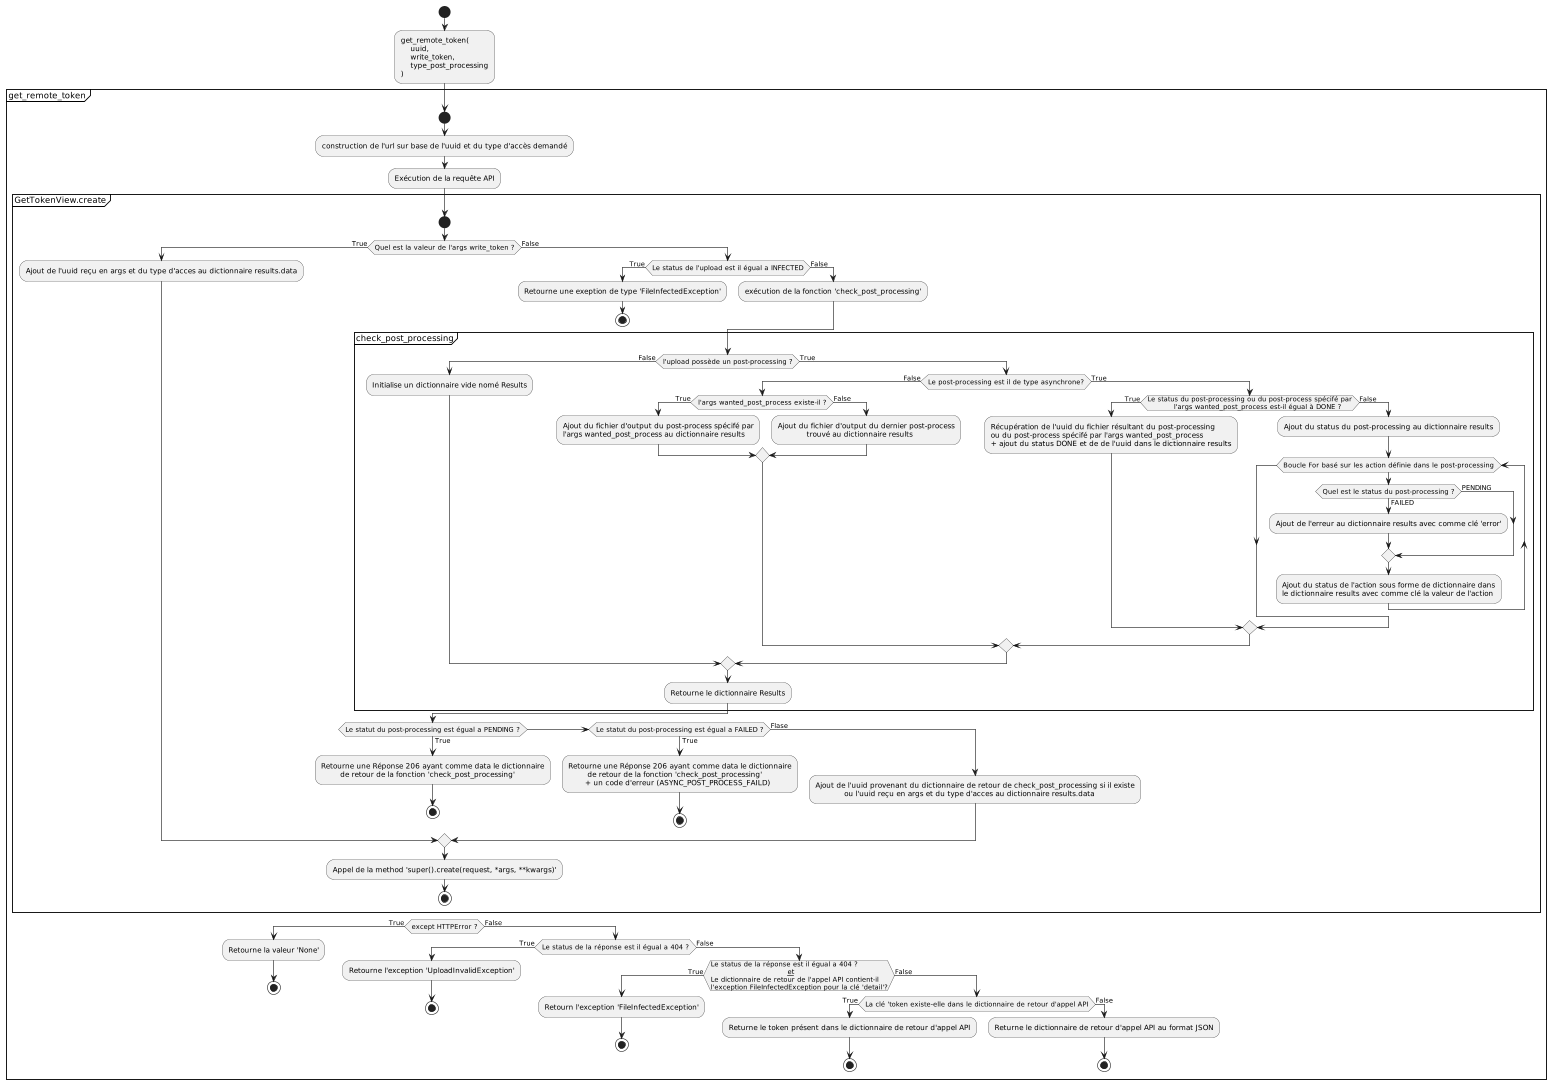 get_remote_token(
uuid,
write_token,
type_post_processing
)
get_remote_token
construction de l'url sur base de l'uuid et du type d'accès demandé
Exécution de la requête API
GetTokenView.create
Quel est la valeur de l'args write_token ?
True
False
Ajout de l'uuid reçu en args et du type d'acces au dictionnaire results.data
Le status de l'upload est il égual a INFECTED
True
False
Retourne une exeption de type 'FileInfectedException'
exécution de la fonction 'check_post_processing'
check_post_processing
l'upload possède un post-processing ?
False
True
Initialise un dictionnaire vide nomé Results
Le post-processing est il de type asynchrone?
False
True
l'args wanted_post_process existe-il ?
True
False
Ajout du fichier d'output du post-process spécifé par
l'args wanted_post_process au dictionnaire results
Ajout du fichier d'output du dernier post-process
trouvé au dictionnaire results
Le status du post-processing ou du post-process spécifé par
l'args wanted_post_process est-il égual à DONE ?
True
False
Récupération de l'uuid du fichier résultant du post-processing
ou du post-process spécifé par l'args wanted_post_process
+ ajout du status DONE et de de l'uuid dans le dictionnaire results
Ajout du status du post-processing au dictionnaire results
Boucle For basé sur les action définie dans le post-processing
Quel est le status du post-processing ?
PENDING
FAILED
Ajout de l'erreur au dictionnaire results avec comme clé 'error'
Ajout du status de l'action sous forme de dictionnaire dans
le dictionnaire results avec comme clé la valeur de l'action
Retourne le dictionnaire Results
Le statut du post-processing est égual a PENDING ?
True
Retourne une Réponse 206 ayant comme data le dictionnaire
de retour de la fonction 'check_post_processing'
Le statut du post-processing est égual a FAILED ?
True
Flase
Retourne une Réponse 206 ayant comme data le dictionnaire
de retour de la fonction 'check_post_processing'
+ un code d'erreur (ASYNC_POST_PROCESS_FAILD)
Ajout de l'uuid provenant du dictionnaire de retour de check_post_processing si il existe
ou l'uuid reçu en args et du type d'acces au dictionnaire results.data
Appel de la method 'super().create(request, *args, **kwargs)'
except HTTPError ?
True
False
Retourne la valeur 'None'
Le status de la réponse est il égual a 404 ?
True
False
Retourne l'exception 'UploadInvalidException'
Le status de la réponse est il égual a 404 ?
et
Le dictionnaire de retour de l'appel API contient-il
l'exception FileInfectedException pour la clé 'detail'?
True
False
Retourn l'exception 'FileInfectedException'
La clé 'token existe-elle dans le dictionnaire de retour d'appel API
True
False
Returne le token présent dans le dictionnaire de retour d'appel API
Returne le dictionnaire de retour d'appel API au format JSON